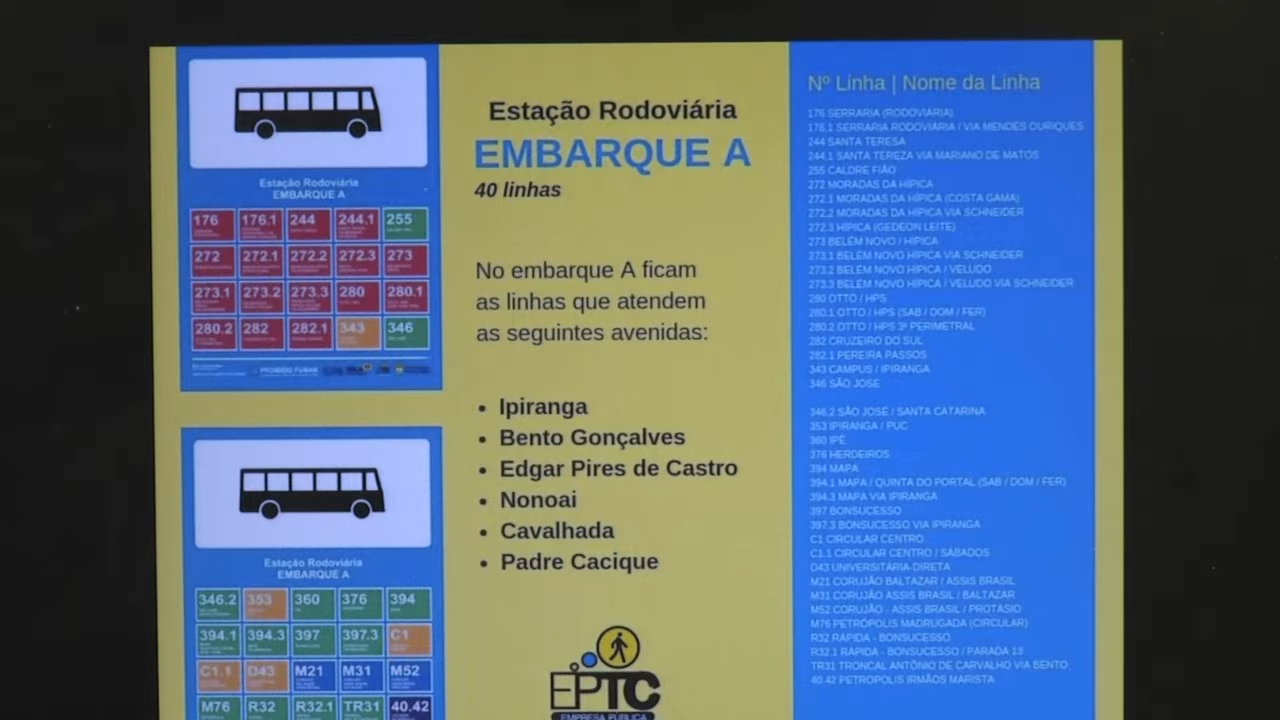 Estação Rodoviária
EMBARQUE A
176 176.1 244 244.1 255
272 272.1 272.2 272.3 273
273.1 273.2 273.3 280 280.1
280.2 282 282.1 343 346
PROIBIDO FUMAR
Estação Rodoviária
EMBARQUE A
346.2 353 360 376 394
394.1 394.3 397 397.3 C1
C1.1 D43 M21 M31 M52
M76 R32 R32.1 TR31 40.42
Estação Rodoviária
EMBARQUE A
40 linhas
No embarque A ficam
as linhas que atendem
as seguintes avenidas:
• Ipiranga
• Bento Gonçalves
• Edgar Pires de Castro
• Nonoai
• Cavalhada
• Padre Cacique
EPTC
EMPRESA PÚBLICA
Nº Linha | Nome da Linha
176 SERRARIA (RODOVIARIA)
176.1 SERRARIA RODOVIARIA / VIA MENDES OURIQUES
244 SANTA TERESA
244.1 SANTA TEREZA VIA MARIANO DE MATOS
255 CALDRE FIÃO
272 MORADAS DA HÍPICA
272.1 MORADAS DA HÍPICA (COSTA GAMA)
272.2 MORADAS DA HÍPICA VIA SCHNEIDER
272.3 HÍPICA (GEDEON LEITE)
273 BELÉM NOVO / HIPICA
273.1 BELÉM NOVO HIPICA VIA SCHNEIDER
273.2 BELÉM NOVO HÍPICA / VELUDO
273.3 BELÉM NOVO HÍPICA / VELUDO VIA SCHNEIDER
280 OTTO / HPS
280.1 OTTO / HPS (SAB / DOM / FER)
280.2 OTTO / HPS 3ª PERIMETRAL
282 CRUZEIRO DO SUL
282.1 PEREIRA PASSOS
343 CAMPUS / IPIRANGA
346 SÃO JOSE
346.2 SÃO JOSÉ / SANTA CATARINA
353 IPIRANGA / PUC
360 IPÊ
376 HERDEIROS
394 MAPA
394.1 MAPA / QUINTA DO PORTAL (SAB / DOM / FER)
394.3 MAPA VIA IPIRANGA
397 BONSUCESSO
397.3 BONSUCESSO VIA IPIRANGA
C1 CIRCULAR CENTRO
C1.1 CIRCULAR CENTRO / SÁBADOS
D43 UNIVERSITÁRIA-DIRETA
M21 CORUJÃO BALTAZAR / ASSIS BRASIL
M31 CORUJÃO ASSIS BRASIL / BALTAZAR
M52 CORUJÃO - ASSIS BRASIL / PROTASIO
M76 PETRÓPOLIS MADRUGADA (CIRCULAR)
R32 RAPIDA - BONSUCESSO
R32.1 RÁPIDA - BONSUCESSO / PARADA 13
TR31 TRONCAL ANTÔNIO DE CARVALHO VIA BENTO
40.42 PETROPOLIS IRMÃOS MARISTA